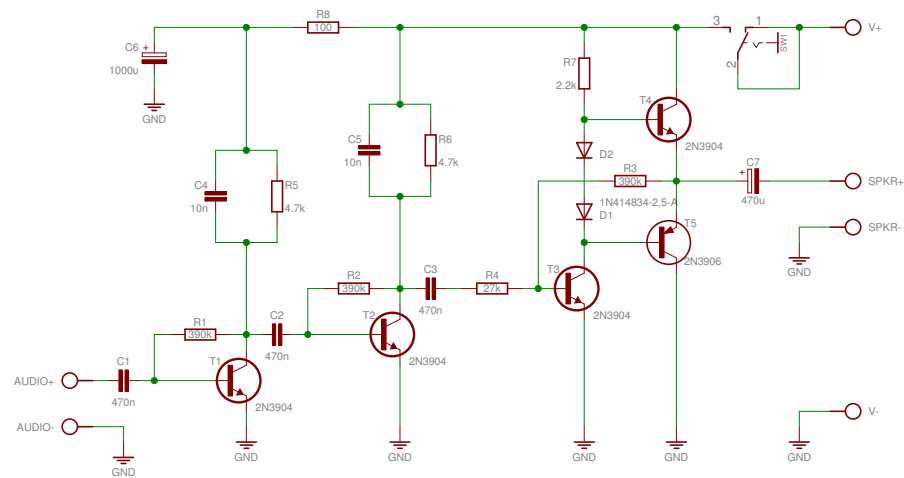 R8
100
3
1
V+
C6
+
1000u
GND
SW1
2
R7
2.2k
T4
2N3904
C5
10n
R6
4.7k
D2
C4
10n
R5
4.7k
R3
390k
C7
+
470u
SPKR+
1N414834-2,5-A
D1
T5
2N3906
SPKR-
GND
R2
390k
C3
470n
R4
27k
T3
2N3904
R1
390k
C2
470n
T2
2N3904
C1
470n
T1
2N3904
AUDIO+
AUDIO-
V-
GND
GND
GND
GND
GND
GND